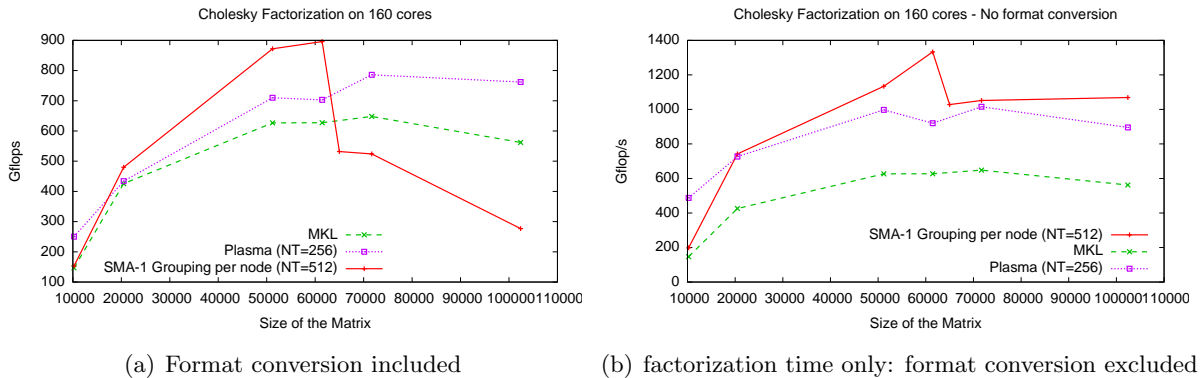 Cholesky Factorization on 160 cores
900
800
700
600
500
400
300
200
100
Gflops
MKL
Plasma (NT=256)
SMA-1 Grouping per node (NT=512)
10000 20000 30000 40000 50000 60000 70000 80000 90000 100000 110000
Size of the Matrix
(a) Format conversion included
Cholesky Factorization on 160 cores - No format conversion
1400
1200
1000
800
600
400
200
0
Gflop/s
SMA-1 Grouping per node (NT=512)
MKL
Plasma (NT=256)
10000 20000 30000 40000 50000 60000 70000 80000 90000 100000 110000
Size of the Matrix
(b) factorization time only: format conversion excluded